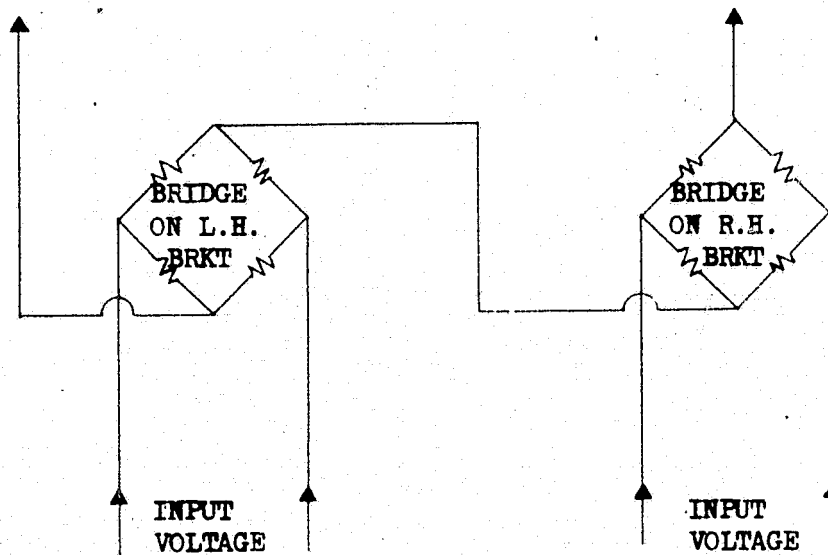 BRIDGE
ON L.H.
BRKT
BRIDGE
ON R.H.
BRKT
INPUT
VOLTAGE
INPUT
VOLTAGE